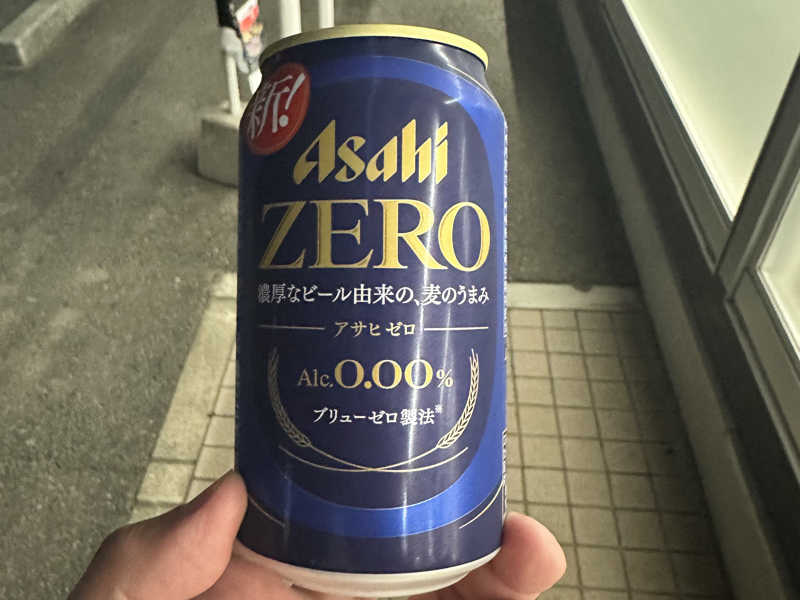 新!
Asahi
ZERO
濃厚なビール由来の、麦のうまみ
アサヒゼロ
Alc.0.00%
ブリューゼロ製法※